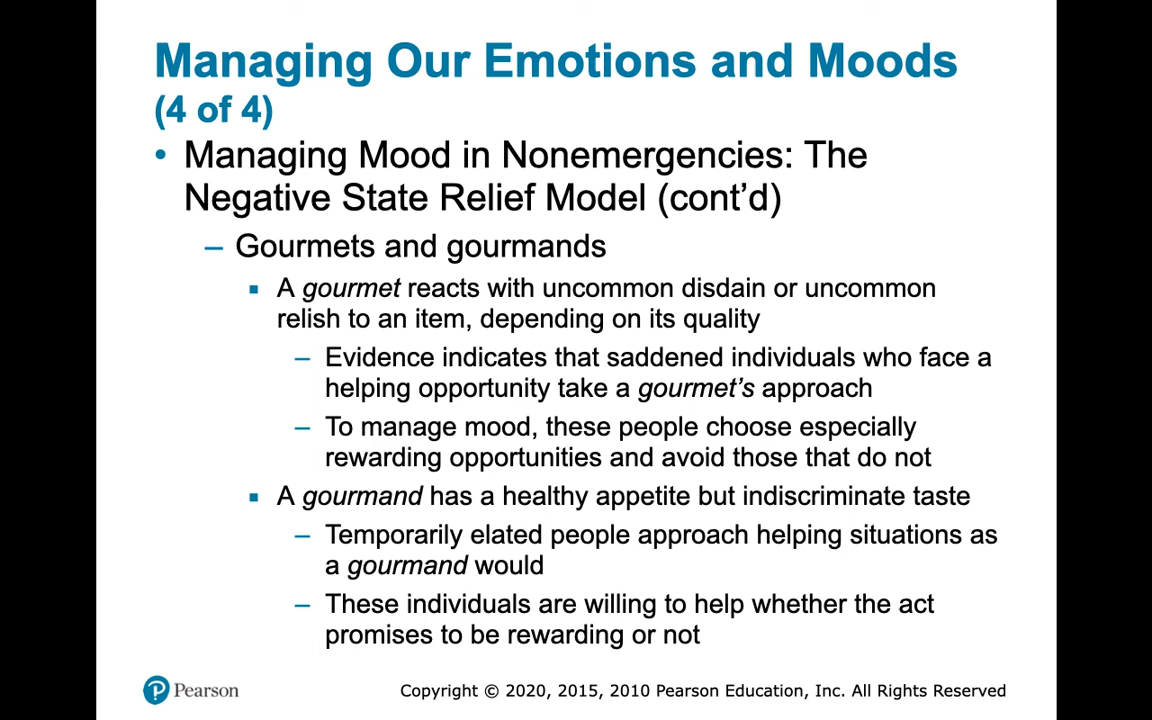 Managing Our Emotions and Moods
(4 of 4)
• Managing Mood in Nonemergencies: The
Negative State Relief Model (cont’d)
– Gourmets and gourmands
▪ A gourmet reacts with uncommon disdain or uncommon
relish to an item, depending on its quality
– Evidence indicates that saddened individuals who face a
helping opportunity take a gourmet’s approach
– To manage mood, these people choose especially
rewarding opportunities and avoid those that do not
▪ A gourmand has a healthy appetite but indiscriminate taste
– Temporarily elated people approach helping situations as
a gourmand would
– These individuals are willing to help whether the act
promises to be rewarding or not
P Pearson
Copyright © 2020, 2015, 2010 Pearson Education, Inc. All Rights Reserved